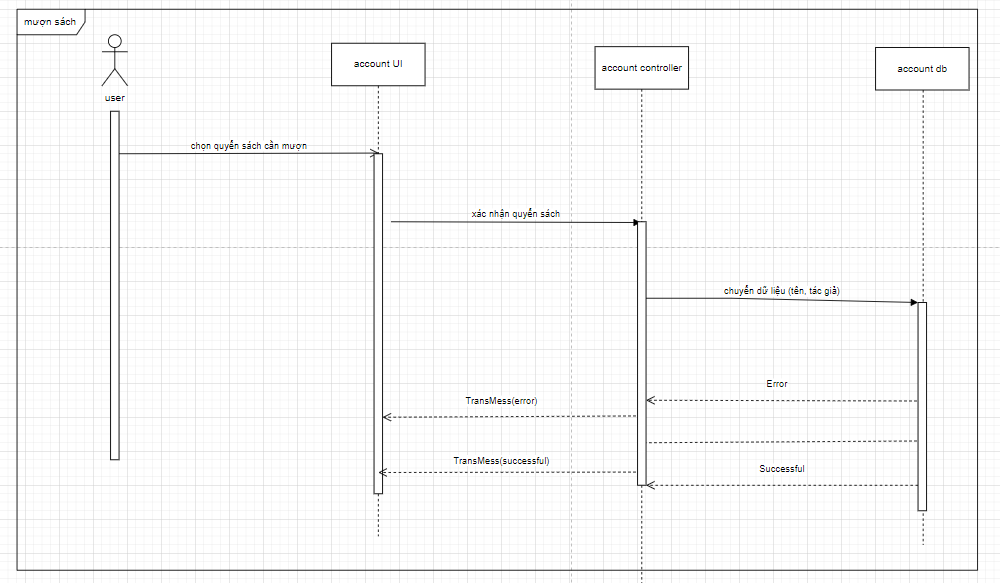 mượn sách
account UI
account controller
account db
user
chọn quyển sách cần mượn
xác nhận quyển sách
chuyển dữ liệu (tên, tác giả)
Error
TransMess(error)
TransMess(successful)
Successful